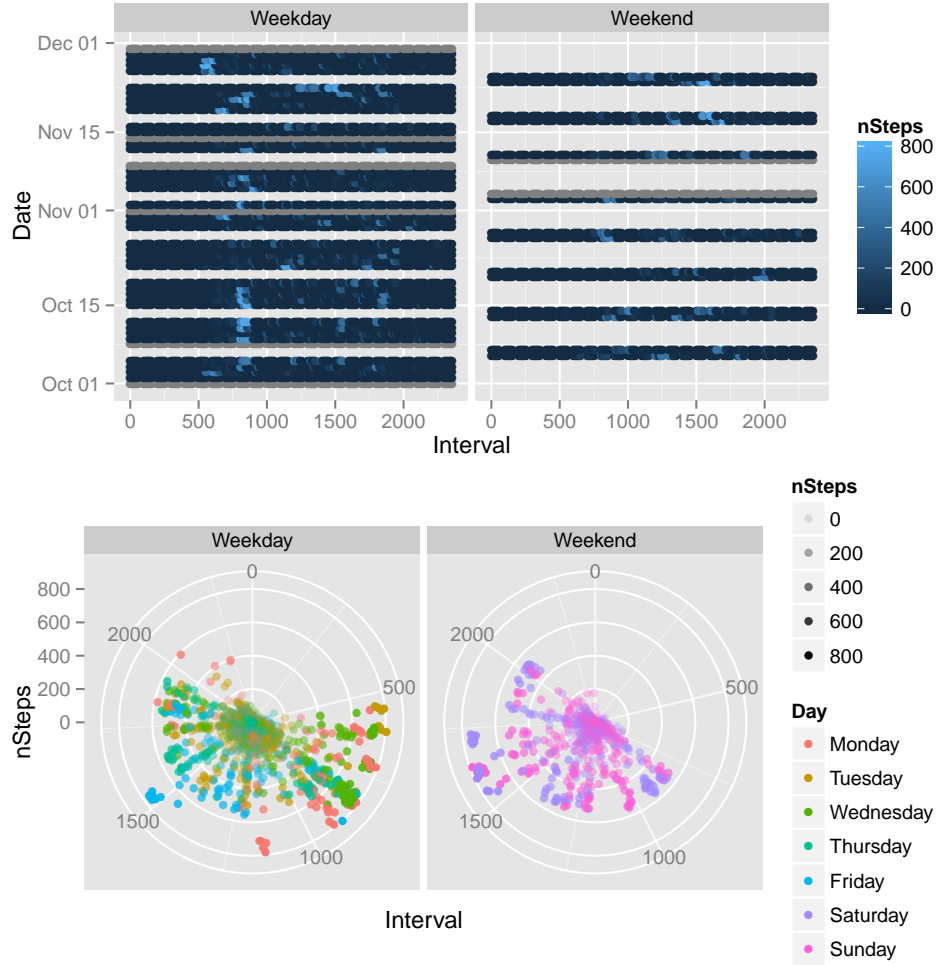 Weekday Weekend
Dec 01
Nov 15
Nov 01
Oct 15
Oct 01
Date
0 500 1000 1500 2000 0 500 1000 1500 2000
Interval
nSteps
800
600
400
200
0
Weekday Weekend
800
600
400
200
0
nSteps
0
500
1000
1500
2000
0
500
1000
1500
2000
Interval
nSteps
0
200
400
600
800
Day
Monday
Tuesday
Wednesday
Thursday
Friday
Saturday
Sunday